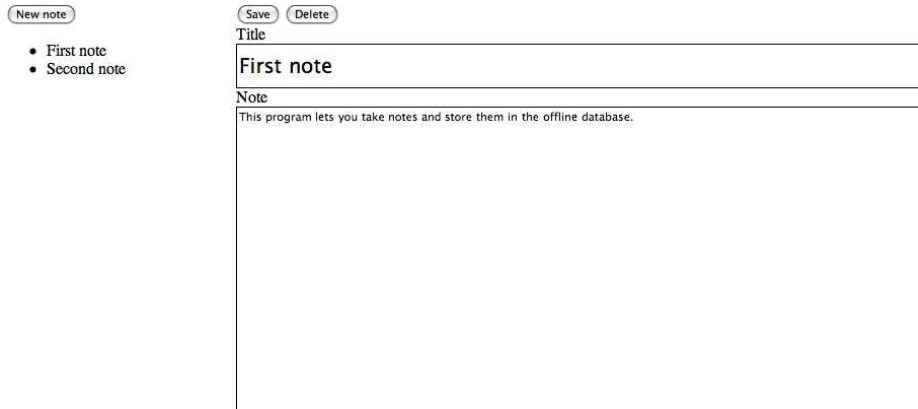 New note
First note
Second note
Save Delete
Title
First note
Note
This program lets you take notes and store them in the offline database.